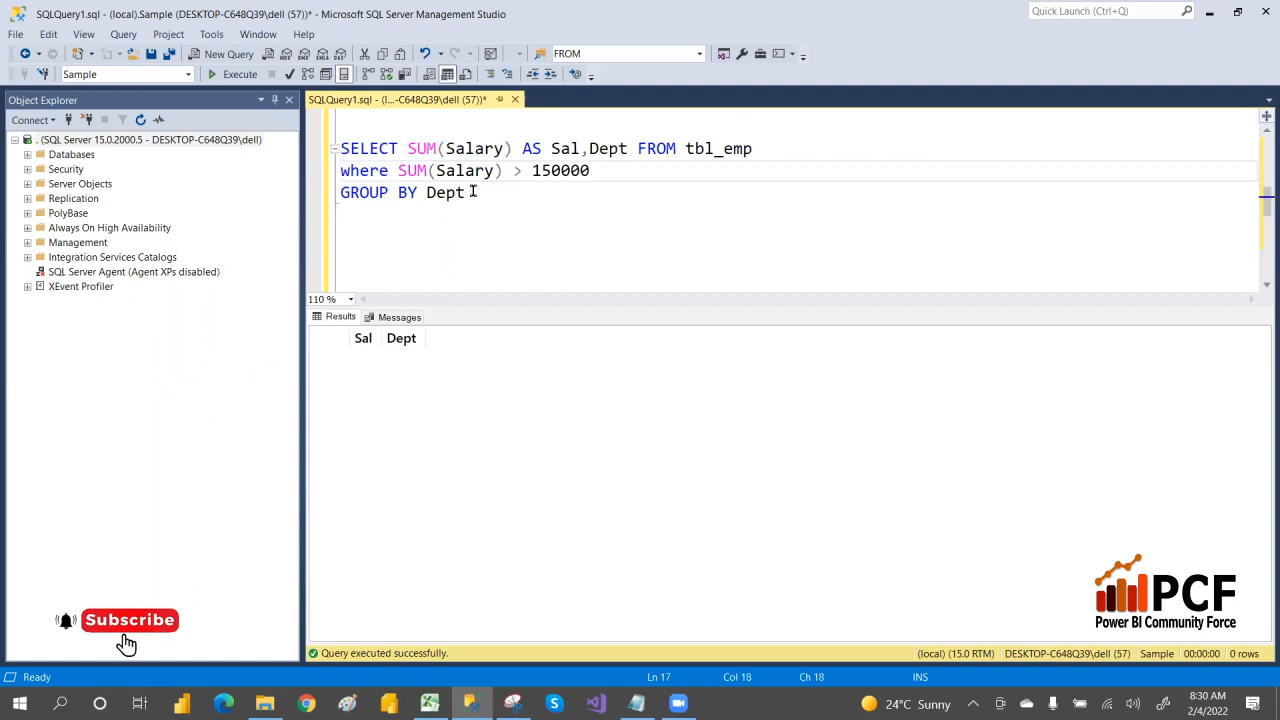 SQLQuery1.sql - (local).Sample (DESKTOP-C648Q39\dell (57))* - Microsoft SQL Server Management Studio
Quick Launch (Ctrl+Q)
File Edit View Query Project Tools Window Help
New Query MDX DMX XMLA DAX FROM
Sample Execute
Object Explorer
SQLQuery1.sql - (l...-C648Q39\dell (57))*
Connect
. (SQL Server 15.0.2000.5 - DESKTOP-C648Q39\dell)
Databases
Security
Server Objects
Replication
PolyBase
Always On High Availability
Management
Integration Services Catalogs
SQL Server Agent (Agent XPs disabled)
XEvent Profiler
SELECT SUM(Salary) AS Sal,Dept FROM tbl_emp
where SUM(Salary) > 150000
GROUP BY Dept
110 %
Results Messages
Sal Dept
PCF
Power BI Community Force
Subscribe
Query executed successfully.
(local) (15.0 RTM) DESKTOP-C648Q39\dell (57) Sample 00:00:00 0 rows
Ready Ln 17 Col 18 Ch 18 INS
24°C Sunny
8:30 AM
2/4/2022